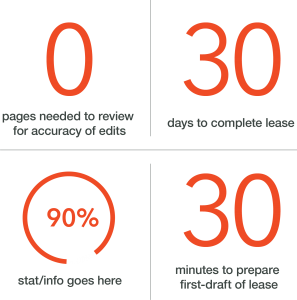 0
pages needed to review
for accuracy of edits
30
days to complete lease
90%
stat/info goes here
30
minutes to prepare
first-draft of lease